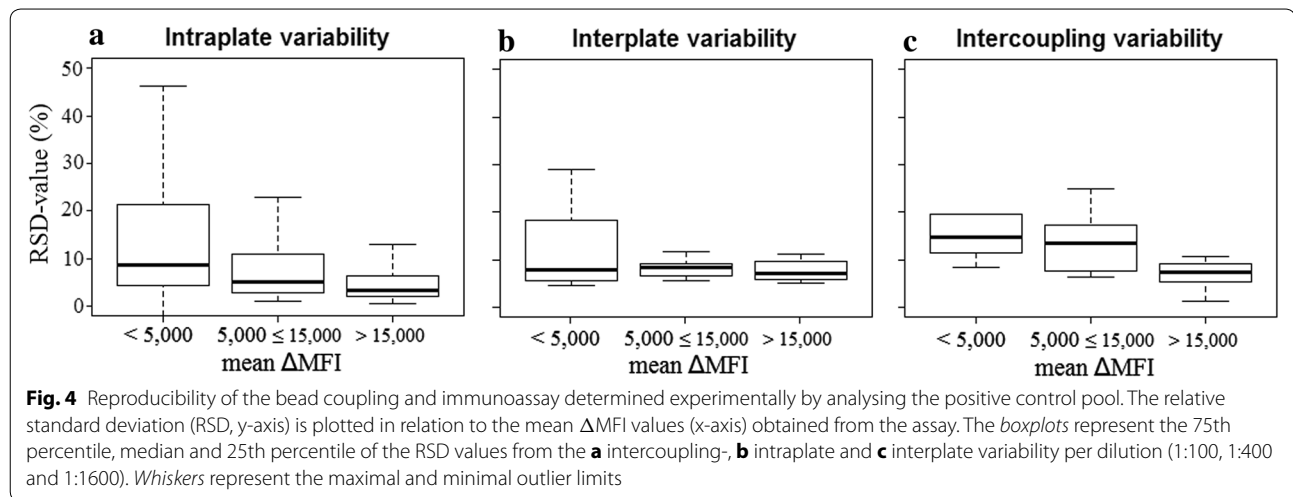 a Intraplate variability
b Interplate variability
c Intercoupling variability
RSD-value (%)
50
40
30
20
10
0
< 5,000 5,000 ≤ 15,000 > 15,000
mean ΔMFI
< 5,000 5,000 ≤ 15,000 > 15,000
mean ΔMFI
< 5,000 5,000 ≤ 15,000 > 15,000
mean ΔMFI
Fig. 4 Reproducibility of the bead coupling and immunoassay determined experimentally by analysing the positive control pool. The relative
standard deviation (RSD, y-axis) is plotted in relation to the mean ΔMFI values (x-axis) obtained from the assay. The boxplots represent the 75th
percentile, median and 25th percentile of the RSD values from the a intercoupling-, b intraplate and c interplate variability per dilution (1:100, 1:400
and 1:1600). Whiskers represent the maximal and minimal outlier limits